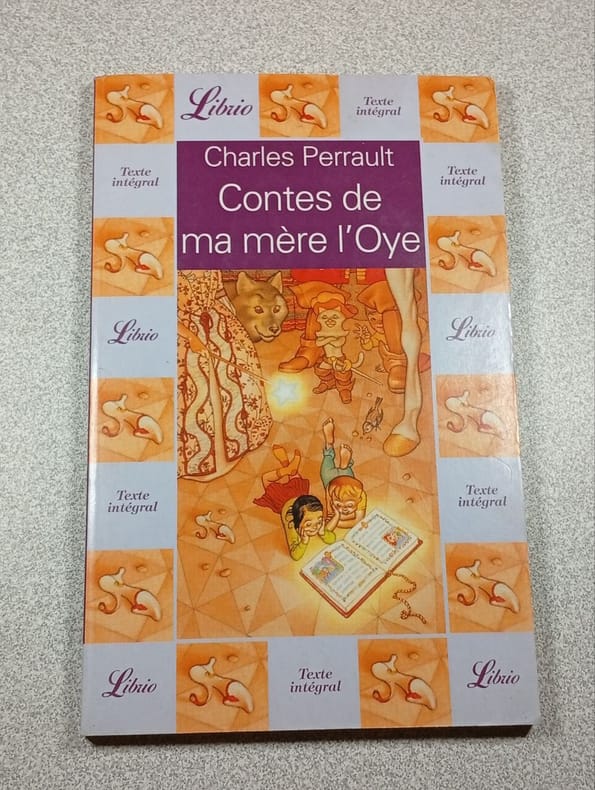 Librio
Texte
intégral
Charles Perrault
Contes de
ma mère l'Oye
Texte
intégral
Texte
intégral
Librio
Librio
Texte
intégral
Texte
intégral
Librio
Texte
intégral
Librio